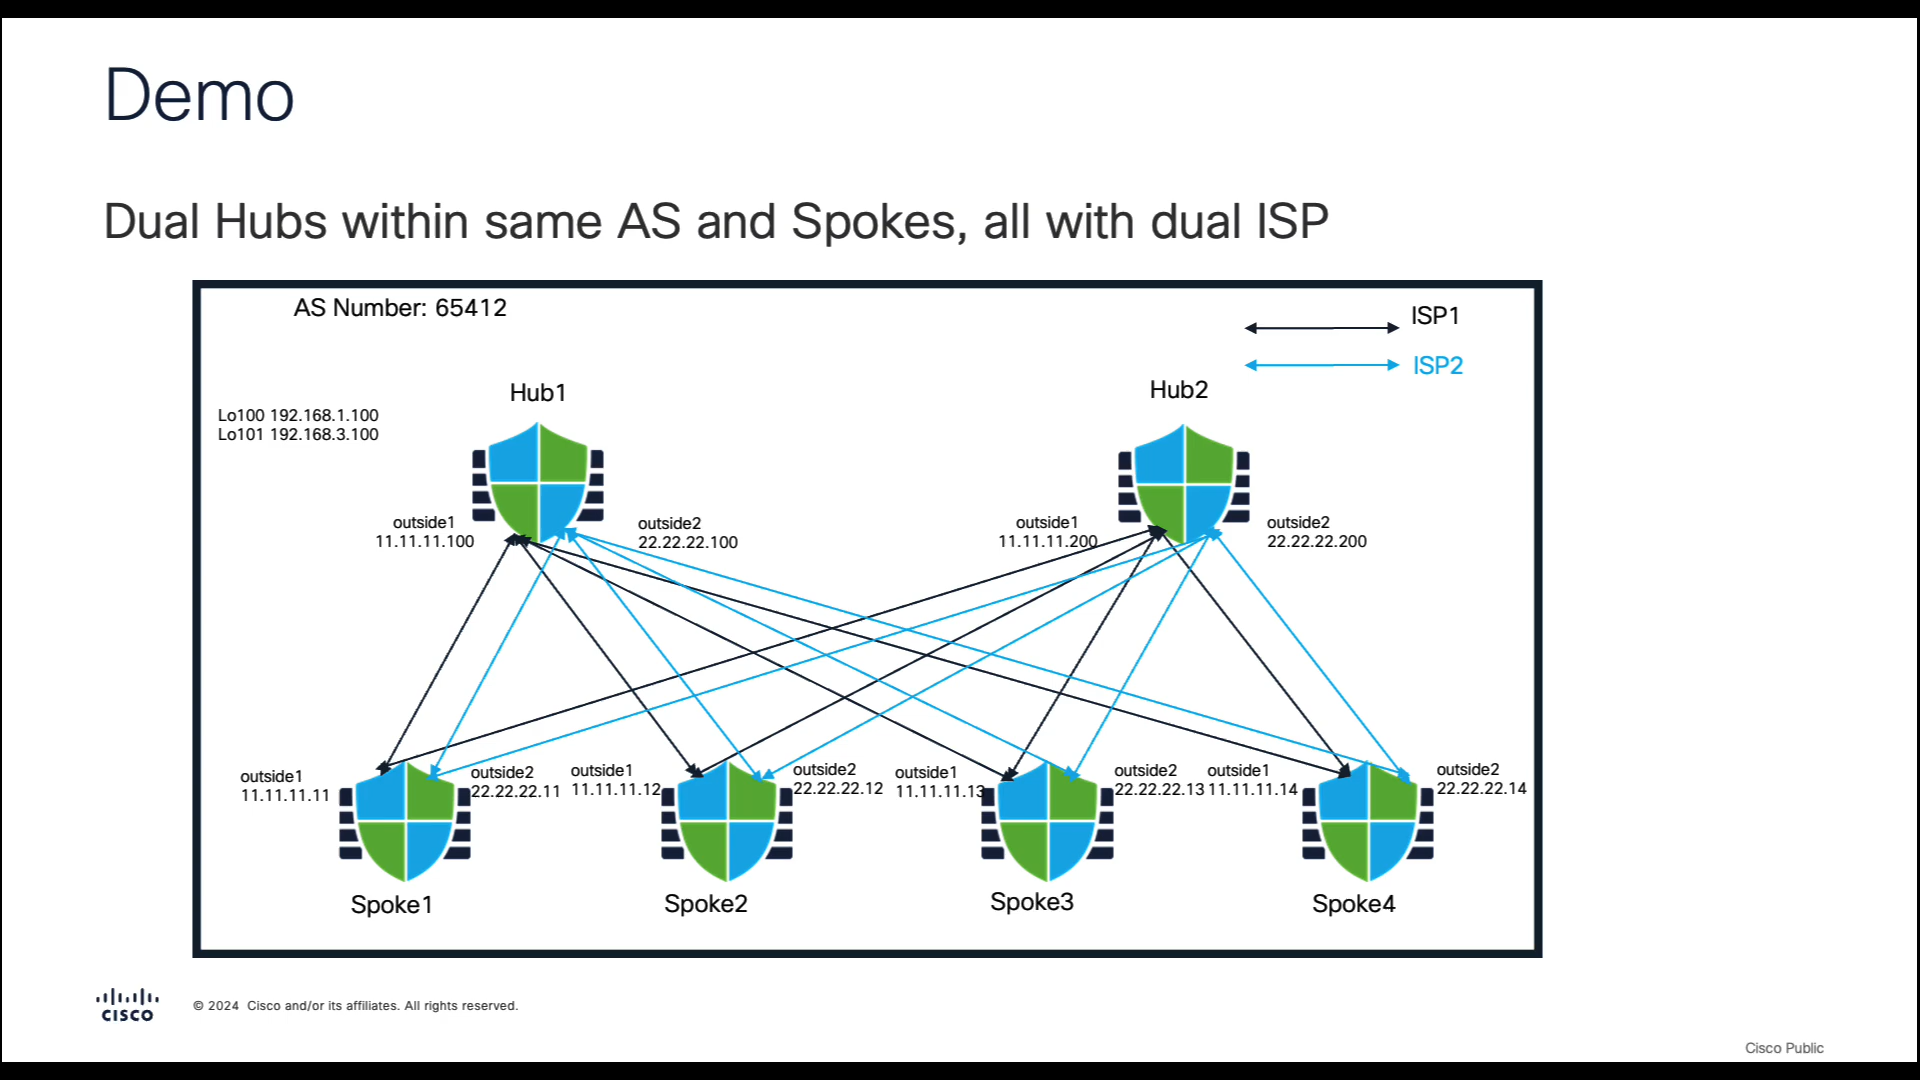 Demo
Dual Hubs within same AS and Spokes, all with dual ISP
AS Number: 65412
ISP1
ISP2
Hub1
Hub2
Lo100 192.168.1.100
Lo101 192.168.3.100
outside1
11.11.11.100
outside2
22.22.22.100
outside1
11.11.11.200
outside2
22.22.22.200
outside1
11.11.11.11
outside2
22.22.22.11
outside1
11.11.11.12
outside2
22.22.22.12
outside1
11.11.11.13
outside2
22.22.22.13
outside1
11.11.11.14
outside2
22.22.22.14
Spoke1
Spoke2
Spoke3
Spoke4
CISCO
© 2024 Cisco and/or its affiliates. All rights reserved.
Cisco Public